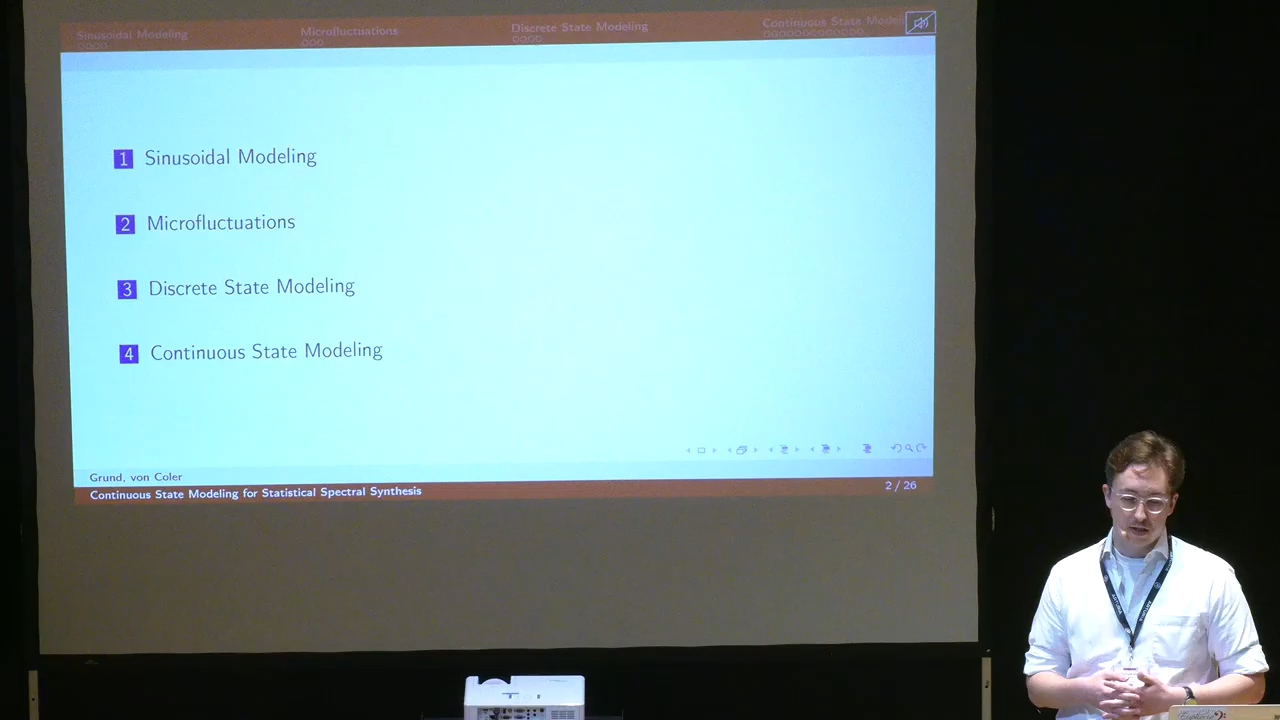 Sinusoidal Modeling Microfluctuations Discrete State Modeling Continuous State
1 Sinusoidal Modeling
2 Microfluctuations
3 Discrete State Modeling
4 Continuous State Modeling
Grund, von Coler
Continuous State Modeling for Statistical Spectral Synthesis 2 / 26